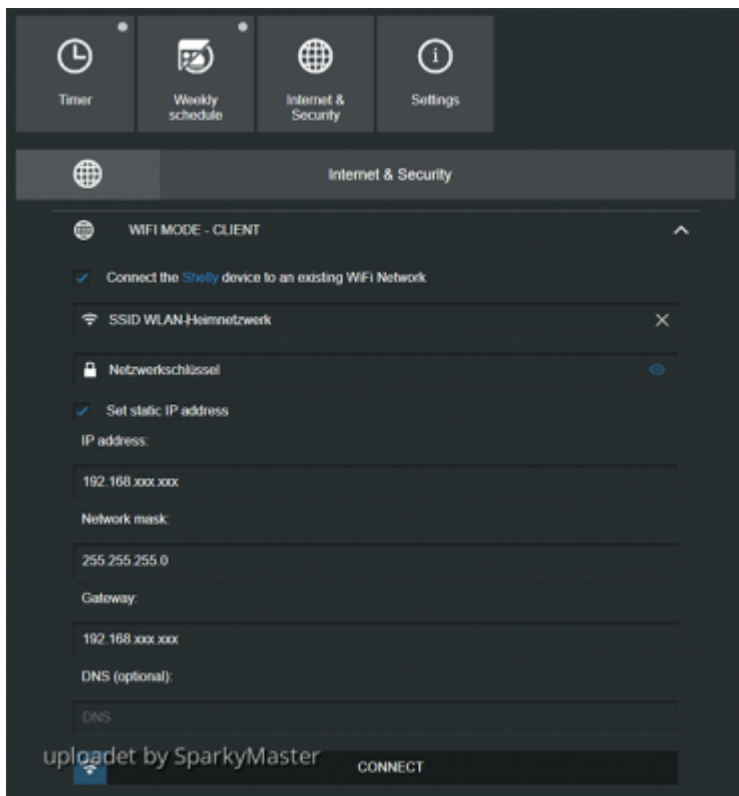 Timer
Weekly
schedule
Internet &
Security
Settings
Internet & Security
WIFI MODE - CLIENT
Connect the Shelly device to an existing WiFi Network
SSID WLAN-Heimnetzwerk
Netzwerkschlüssel
Set static IP address
IP address:
192.168.xxx.xxx
Network mask:
255.255.255.0
Gateway:
192.168.xxx.xxx
DNS (optional):
DNS
uploadet by SparkyMaster
CONNECT